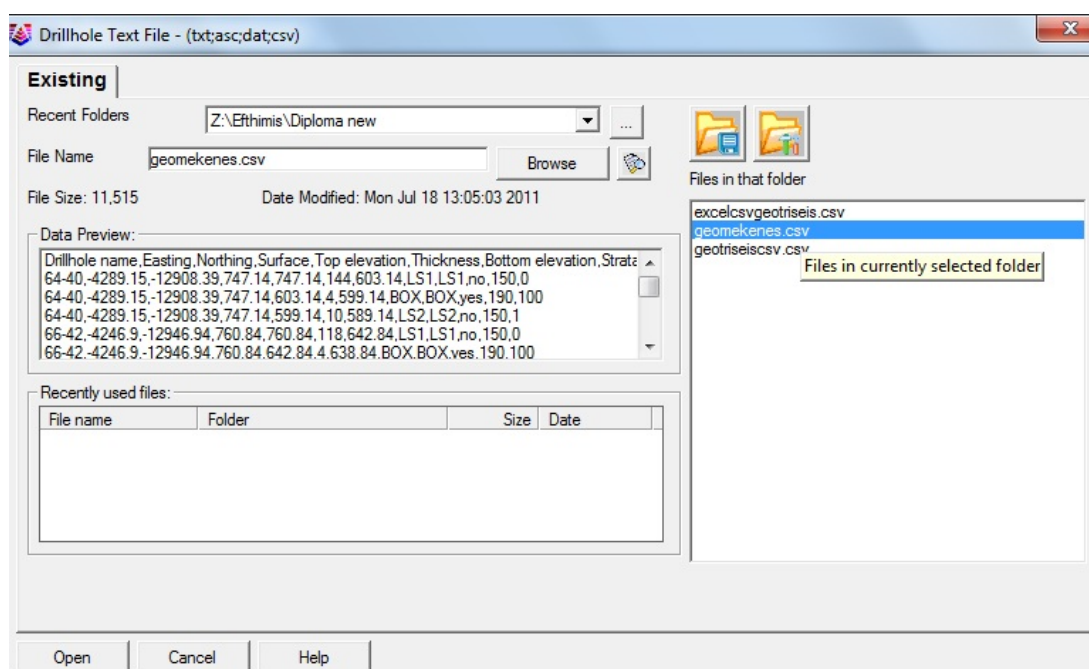 Drillhole Text File - (txt;asc;dat;csv)
Existing
Recent Folders
Z:\Efthimis\Diploma new
...
File Name
geomekenes.csv
Browse
File Size: 11,515
Date Modified: Mon Jul 18 13:05:03 2011
Data Preview:
Drillhole name,Easting,Northing,Surface,Top elevation,Thickness,Bottom elevation,Strata
64-40,-4289.15,-12908.39,747.14,747.14,144,603.14,LS1,LS1,no,150,0
64-40,-4289.15,-12908.39,747.14,603.14,4,599.14,BOX,BOX,yes,190,100
64-40,-4289.15,-12908.39,747.14,599.14,10,589.14,LS2,LS2,no,150,1
66-42,-4246.9,-12946.94,760.84,760.84,118,642.84,LS1,LS1,no,150,0
66-42,-4246.9,-12946.94,760.84,642.84,4,638.84,BOX,BOX,yes,190,100
Recently used files:
File name Folder Size Date
Files in that folder
excelcsvgeotriseis.csv
geomekenes.csv
geotriseiscsv.csv
Files in currently selected folder
Open
Cancel
Help